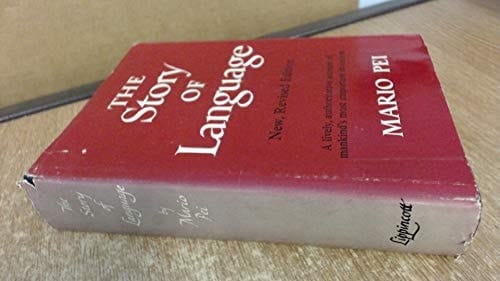 THE
Story
OF
Language
New, Revised Edition
A lively, authoritative account of
mankind's most important invention
MARIO PEI
The
Story
of
Language
by
Mario
Pei
Lippincott